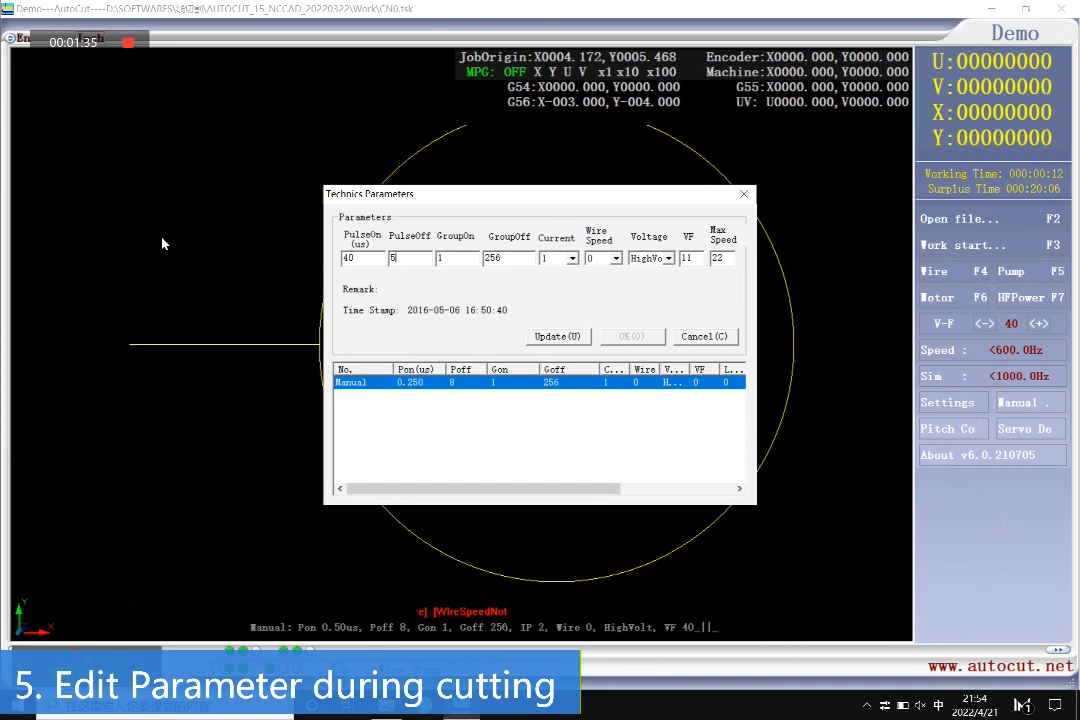 Demo---AutoCut----D:\SOFTWARES\线切割\AUTOCUT_15_NCCAD_20220322\Work\CN0.tsk
00:01:35
Demo
JobOrigin:X0004.172,Y0005.468 Encoder:X0000.000,Y0000.000
MPG: OFF X Y U V x1 x10 x100 Machine:X0000.000,Y0000.000
G54:X0000.000,Y0000.000 G55:X0000.000,Y0000.000
G56:X-003.000,Y-004.000 UV: U0000.000,V0000.000
U:00000000
V:00000000
X:00000000
Y:00000000
Working Time: 000:00:12
Surplus Time 000:20:06
Open file... F2
Work start... F3
Wire F4 Pump F5
Motor F6 HFPower F7
V-F <-> 40 <+>
Speed : <600.0Hz
Sim : <1000.0Hz
Settings Manual .
Pitch Co Servo De
About v6.0.210705
Technics Parameters
Parameters
PulseOn (us) PulseOff GroupOn GroupOff Current Wire Speed Voltage VF Max Speed
40 5 1 256 1 0 HighVo 11 22
Remark:
Time Stamp: 2016-05-06 16:50:40
Update(U) OK(O) Cancel(C)
No. Pon(us) Poff Gon Goff C... Wire V... VF L...
Manual 0.250 8 1 256 1 0 H... 0 0
Y
X
re] [WireSpeedNot
Manual: Pon 0.50us, Poff 8, Gon 1, Goff 256, IP 2, Wire 0, HighVolt, VF 40_||_
www.autocut.net
5. Edit Parameter during cutting
中
21:54
2022/4/21
1